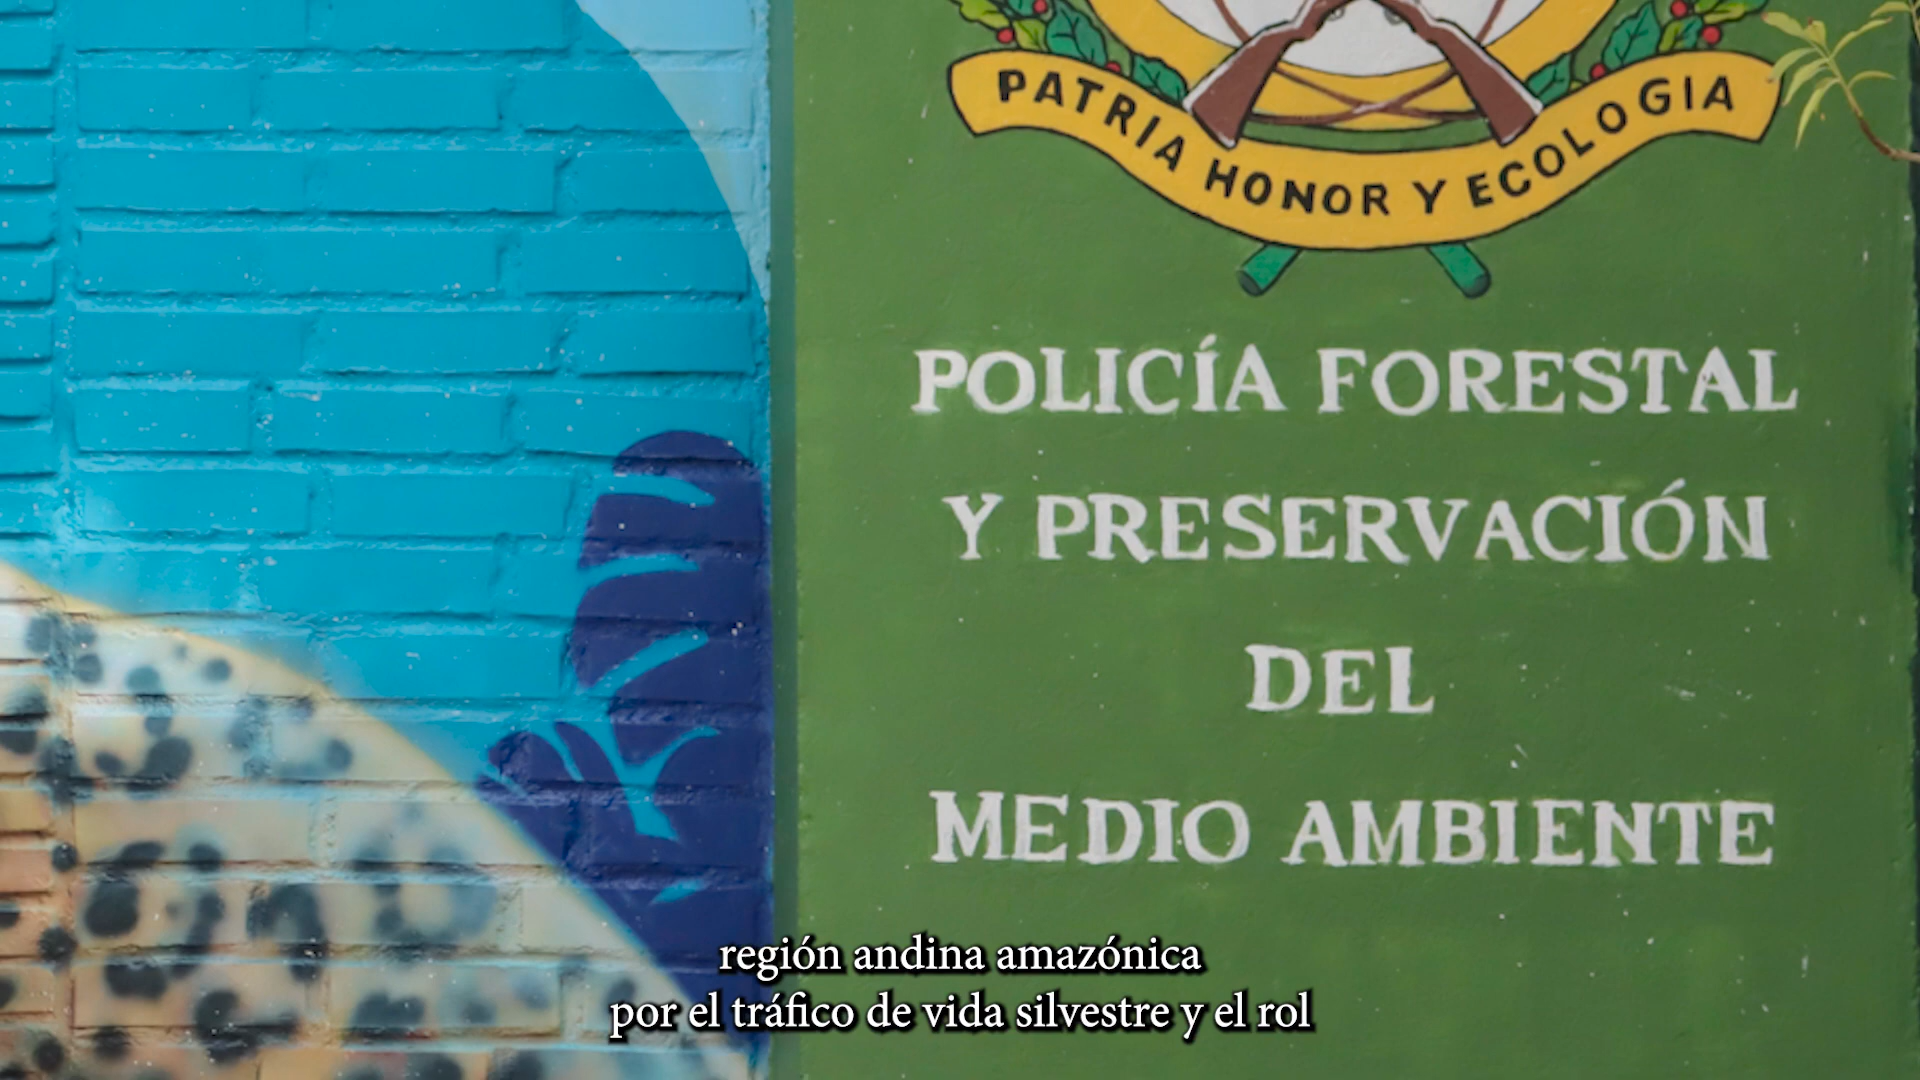 PATRIA HONOR Y ECOLOGIA
POLICÍA FORESTAL
Y PRESERVACIÓN
DEL
MEDIO AMBIENTE
región andina amazónica
por el tráfico de vida silvestre y el rol